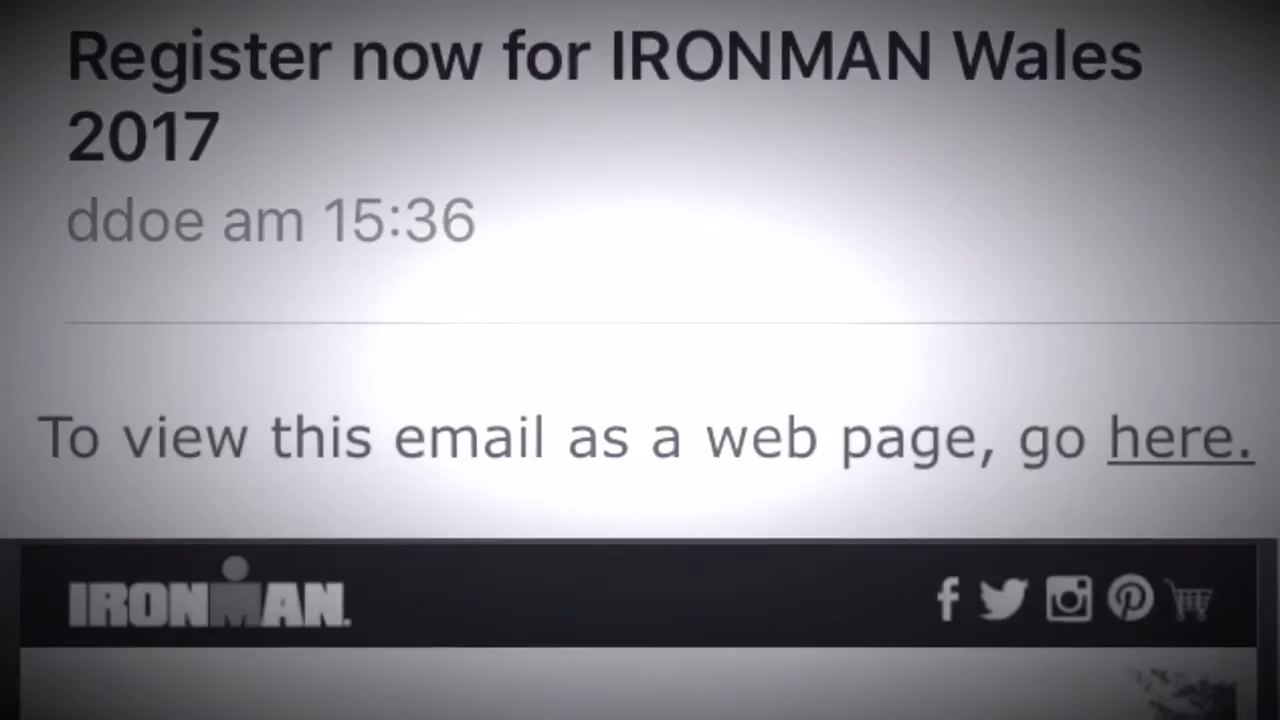 Register now for IRONMAN Wales
2017
ddoe am 15:36
To view this email as a web page, go here.
IRONMAN.